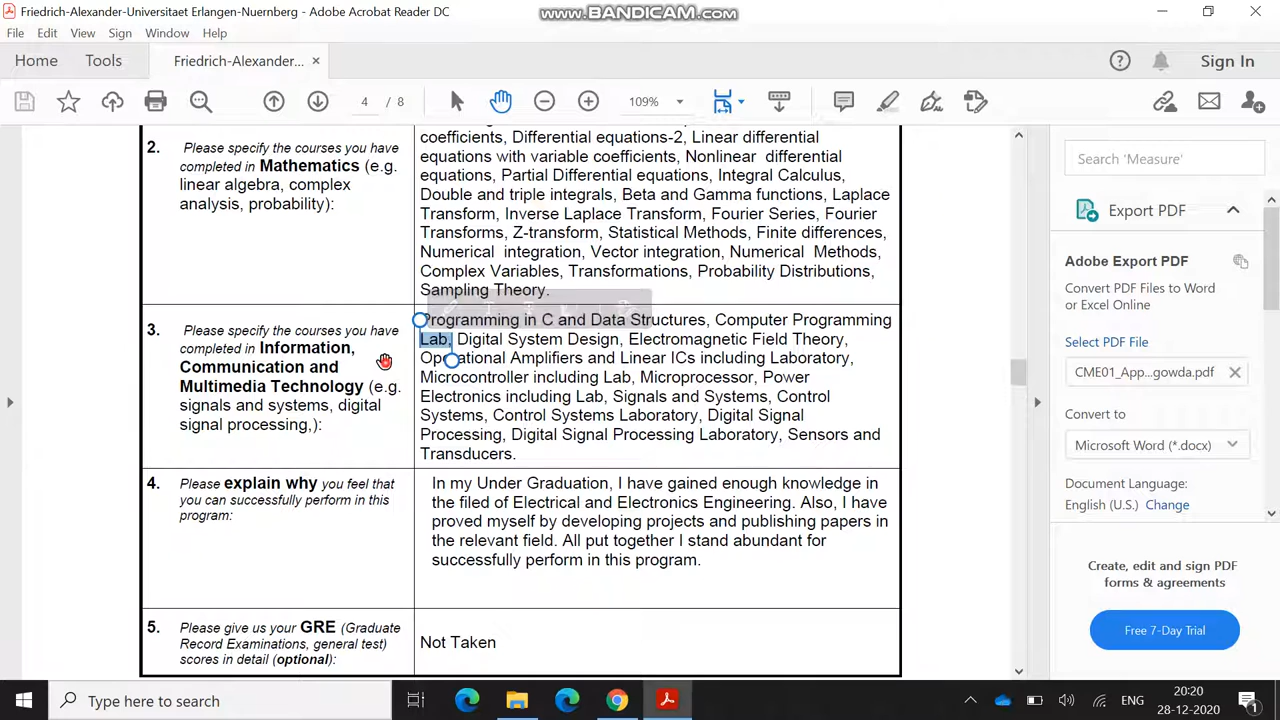 Friedrich-Alexander-Universitaet Erlangen-Nuernberg - Adobe Acrobat Reader DC
www.BANDICAM.com
File Edit View Sign Window Help
Home Tools Friedrich-Alexander... × Sign In
4 / 8 109%
coefficients, Differential equations-2, Linear differential
equations with variable coefficients, Nonlinear differential
equations, Partial Differential equations, Integral Calculus,
Double and triple integrals, Beta and Gamma functions, Laplace
Transform, Inverse Laplace Transform, Fourier Series, Fourier
Transforms, Z-transform, Statistical Methods, Finite differences,
Numerical integration, Vector integration, Numerical Methods,
Complex Variables, Transformations, Probability Distributions,
Sampling Theory.
2. Please specify the courses you have
completed in Mathematics (e.g.
linear algebra, complex
analysis, probability):
3. Please specify the courses you have
completed in Information,
Communication and
Multimedia Technology (e.g.
signals and systems, digital
signal processing,):
Programming in C and Data Structures, Computer Programming
Lab, Digital System Design, Electromagnetic Field Theory,
Operational Amplifiers and Linear ICs including Laboratory,
Microcontroller including Lab, Microprocessor, Power
Electronics including Lab, Signals and Systems, Control
Systems, Control Systems Laboratory, Digital Signal
Processing, Digital Signal Processing Laboratory, Sensors and
Transducers.
4. Please explain why you feel that
you can successfully perform in this
program:
In my Under Graduation, I have gained enough knowledge in
the filed of Electrical and Electronics Engineering. Also, I have
proved myself by developing projects and publishing papers in
the relevant field. All put together I stand abundant for
successfully perform in this program.
5. Please give us your GRE (Graduate
Record Examinations, general test)
scores in detail (optional):
Not Taken
Search 'Measure'
Export PDF
Adobe Export PDF
Convert PDF Files to Word
or Excel Online
Select PDF File
CME01_App...gowda.pdf
Convert to
Microsoft Word (*.docx)
Document Language:
English (U.S.) Change
Create, edit and sign PDF
forms & agreements
Free 7-Day Trial
Type here to search
ENG
20:20
28-12-2020
1